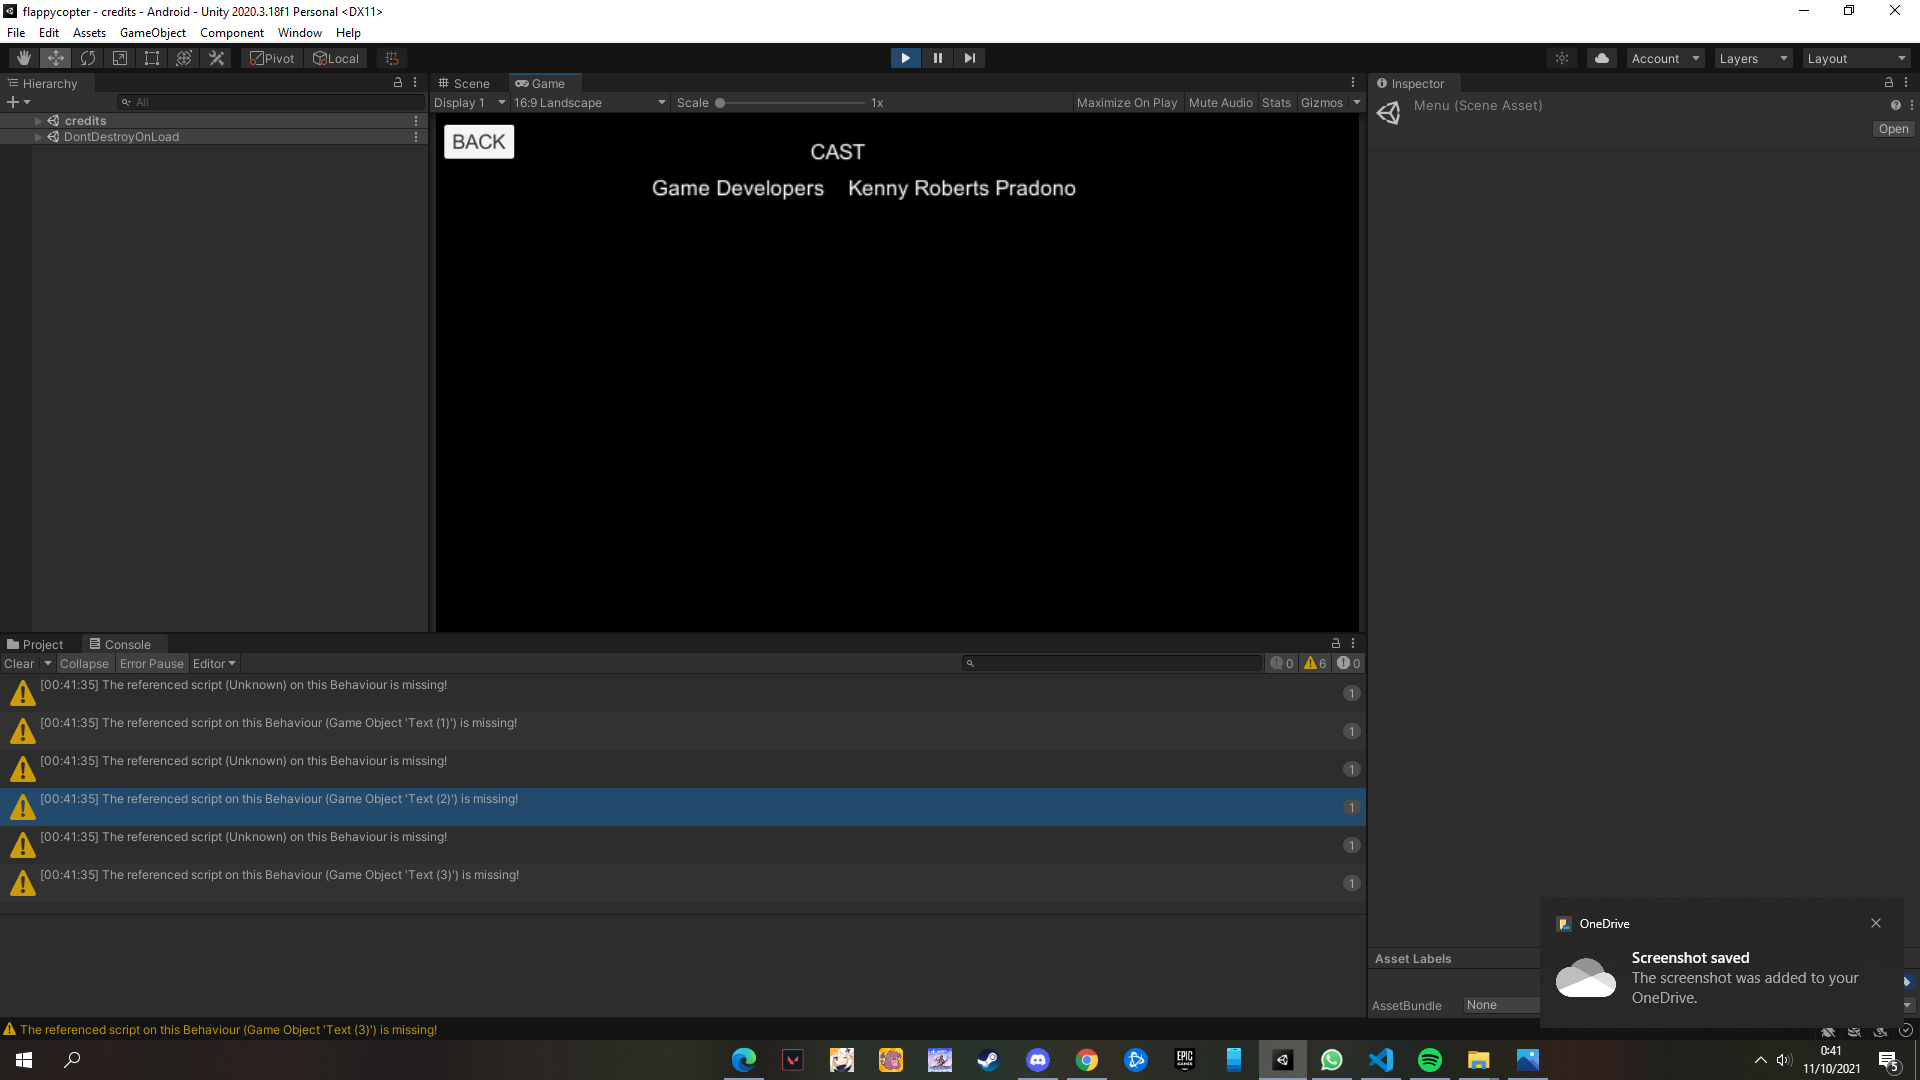 flappycopter - credits - Android - Unity 2020.3.18f1 Personal <DX11>
File Edit Assets GameObject Component Window Help
Pivot Local Account Layers Layout
Hierarchy
All
credits
DontDestroyOnLoad
Scene Game
Display 1 16:9 Landscape Scale 1x Maximize On Play Mute Audio Stats Gizmos
BACK
CAST
Game Developers Kenny Roberts Pradono
Inspector
Menu (Scene Asset)
Open
Project Console
Clear Collapse Error Pause Editor 0 6 0
[00:41:35] The referenced script (Unknown) on this Behaviour is missing! 1
[00:41:35] The referenced script on this Behaviour (Game Object 'Text (1)') is missing! 1
[00:41:35] The referenced script (Unknown) on this Behaviour is missing! 1
[00:41:35] The referenced script on this Behaviour (Game Object 'Text (2)') is missing! 1
[00:41:35] The referenced script (Unknown) on this Behaviour is missing! 1
[00:41:35] The referenced script on this Behaviour (Game Object 'Text (3)') is missing! 1
Asset Labels
AssetBundle None
OneDrive
Screenshot saved
The screenshot was added to your
OneDrive.
The referenced script on this Behaviour (Game Object 'Text (3)') is missing!
EPIC
GAMES
0:41
11/10/2021
5